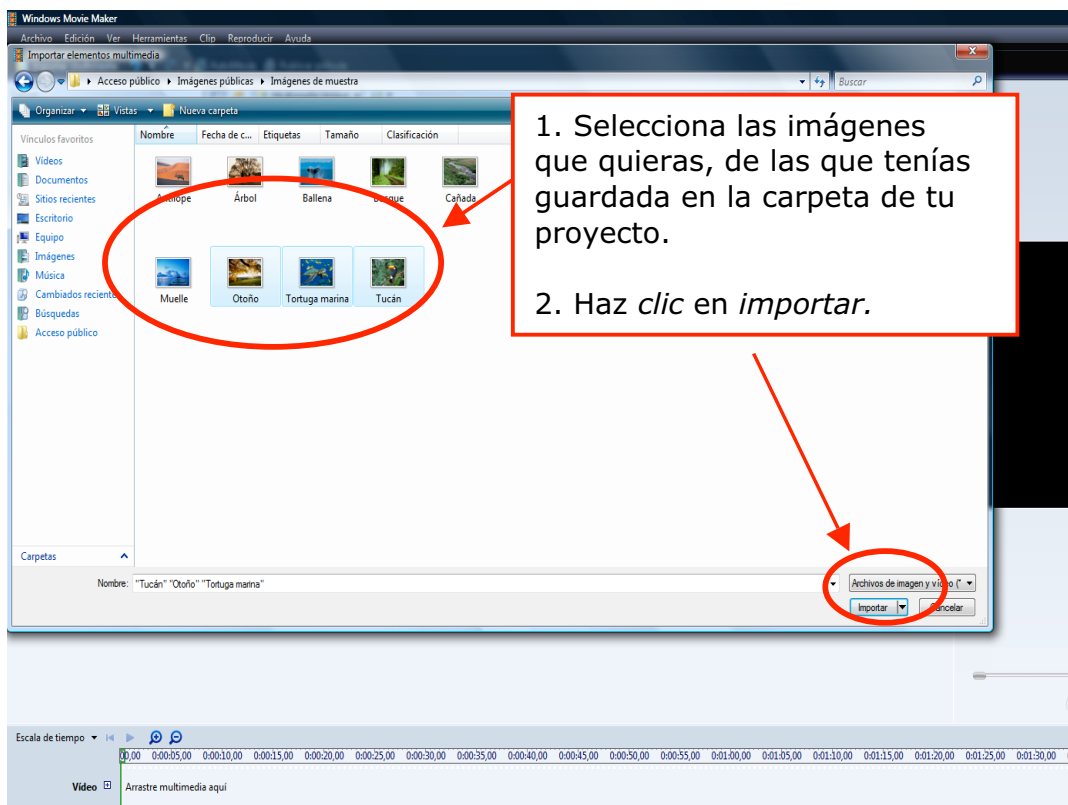 Windows Movie Maker
Archivo Edición Ver Herramientas Clip Reproducir Ayuda
Importar elementos multimedia
Acceso público Imágenes públicas Imágenes de muestra
Buscar
Organizar Vistas Nueva carpeta
Vínculos favoritos
Vídeos
Documentos
Sitios recientes
Escritorio
Equipo
Imágenes
Música
Cambiados reciente
Búsquedas
Acceso público
Nombre Fecha de c... Etiquetas Tamaño Clasificación
Antílope Árbol Ballena Bosque Cañada
Muelle Otoño Tortuga marina Tucán
1. Selecciona las imágenes
que quieras, de las que tenías
guardada en la carpeta de tu
proyecto.
2. Haz clic en importar.
Carpetas
Nombre: "Tucán" "Otoño" "Tortuga marina"
Archivos de imagen y vídeo (*
Importar Cancelar
Escala de tiempo
00,00 0:00:05,00 0:00:10,00 0:00:15,00 0:00:20,00 0:00:25,00 0:00:30,00 0:00:35,00 0:00:40,00 0:00:45,00 0:00:50,00 0:00:55,00 0:01:00,00 0:01:05,00 0:01:10,00 0:01:15,00 0:01:20,00 0:01:25,00 0:01:30,00
Vídeo Arrastre multimedia aquí